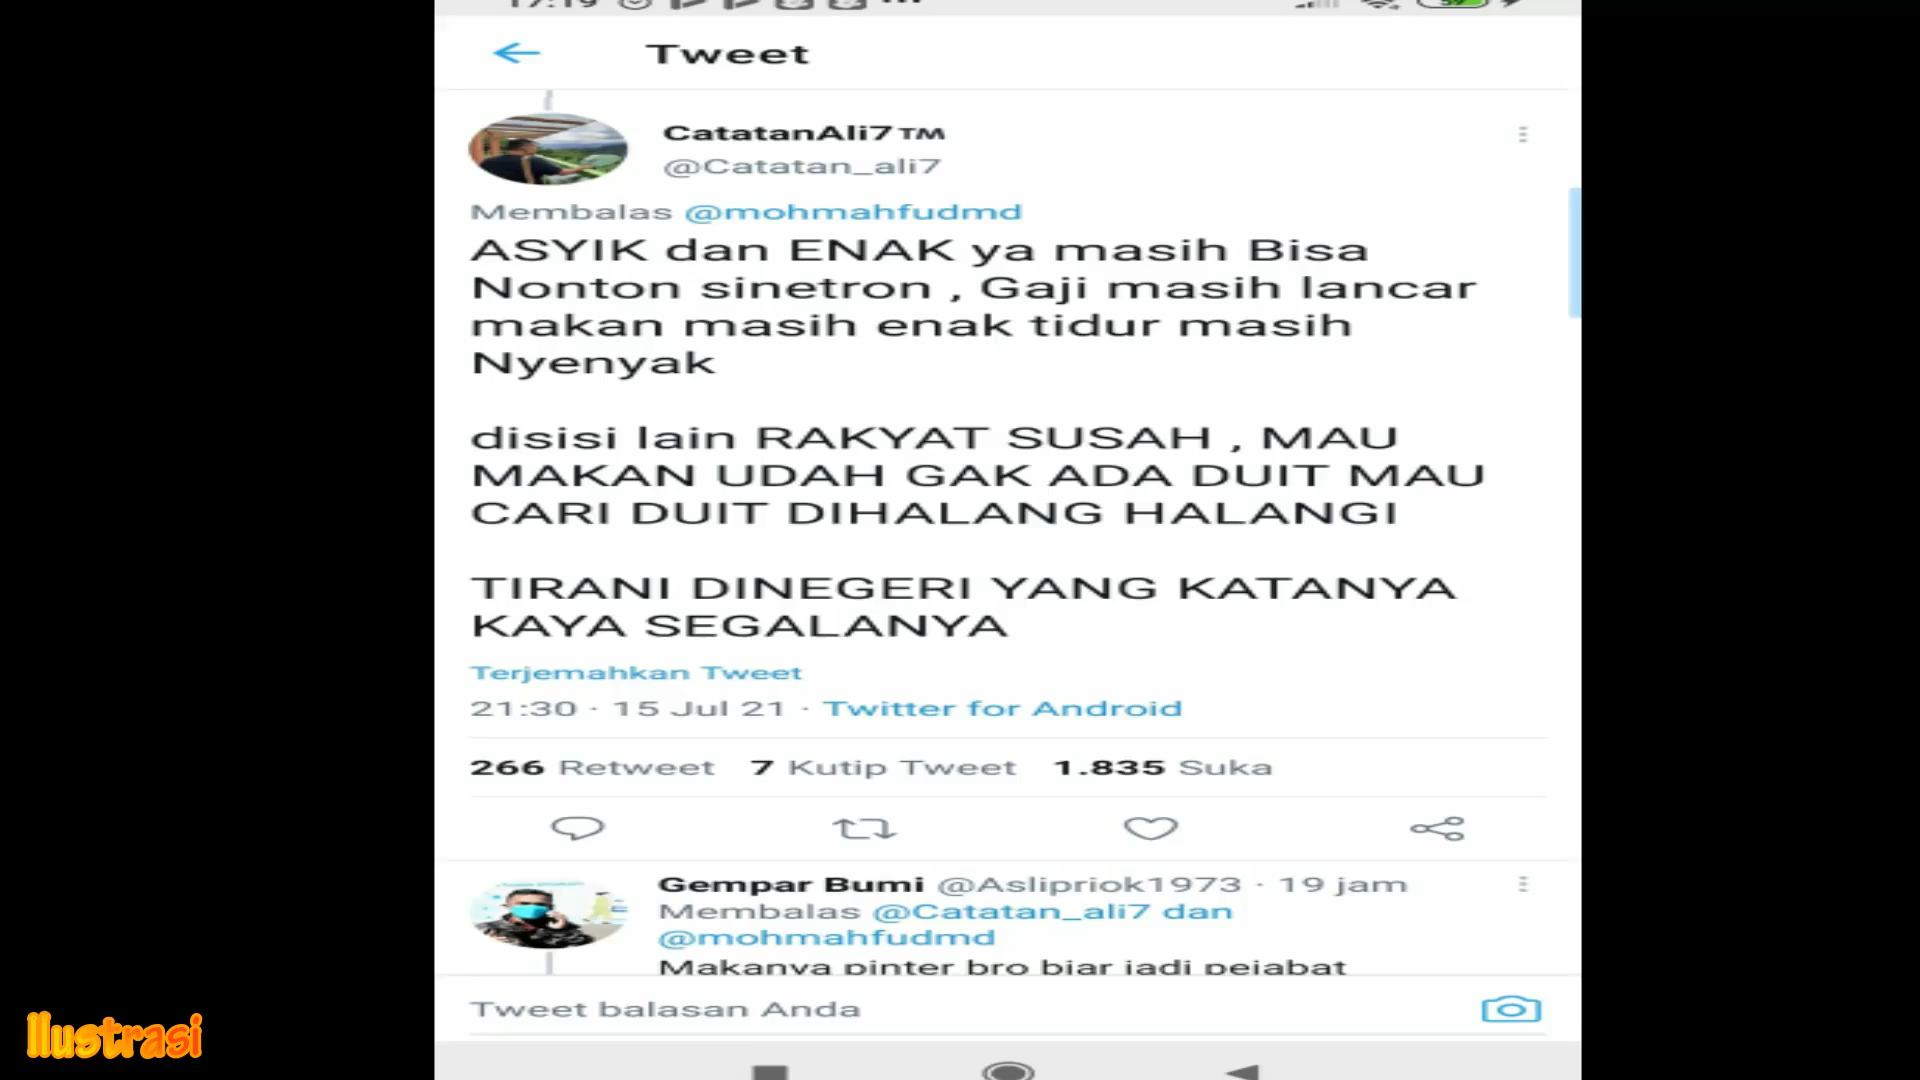 17:19
Tweet
CatatanAli7™
@Catatan_ali7
Membalas @mohmahfudmd
ASYIK dan ENAK ya masih Bisa
Nonton sinetron , Gaji masih lancar
makan masih enak tidur masih
Nyenyak
disisi lain RAKYAT SUSAH , MAU
MAKAN UDAH GAK ADA DUIT MAU
CARI DUIT DIHALANG HALANGI
TIRANI DINEGERI YANG KATANYA
KAYA SEGALANYA
Terjemahkan Tweet
21:30 · 15 Jul 21 · Twitter for Android
266 Retweet 7 Kutip Tweet 1.835 Suka
Gempar Bumi @Aslipriok1973 · 19 jam
Membalas @Catatan_ali7 dan
@mohmahfudmd
Makanya pinter bro biar jadi pejabat
Tweet balasan Anda
Ilustrasi